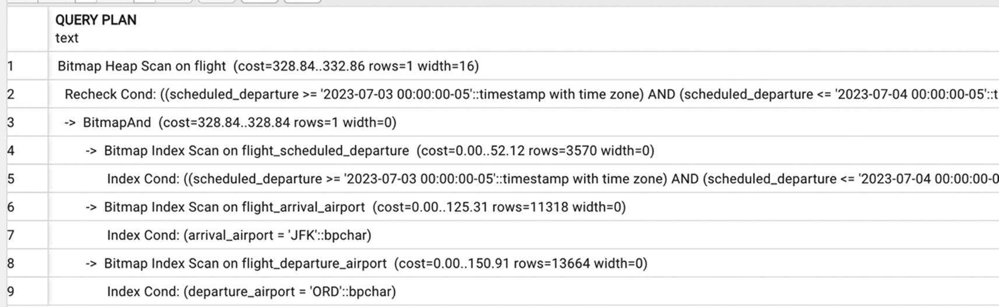 QUERY PLAN
text
1 Bitmap Heap Scan on flight (cost=328.84..332.86 rows=1 width=16)
2 Recheck Cond: ((scheduled_departure >= '2023-07-03 00:00:00-05'::timestamp with time zone) AND (scheduled_departure <= '2023-07-04 00:00:00-05'::t
3 -> BitmapAnd (cost=328.84..328.84 rows=1 width=0)
4 -> Bitmap Index Scan on flight_scheduled_departure (cost=0.00..52.12 rows=3570 width=0)
5 Index Cond: ((scheduled_departure >= '2023-07-03 00:00:00-05'::timestamp with time zone) AND (scheduled_departure <= '2023-07-04 00:00:00-0
6 -> Bitmap Index Scan on flight_arrival_airport (cost=0.00..125.31 rows=11318 width=0)
7 Index Cond: (arrival_airport = 'JFK'::bpchar)
8 -> Bitmap Index Scan on flight_departure_airport (cost=0.00..150.91 rows=13664 width=0)
9 Index Cond: (departure_airport = 'ORD'::bpchar)